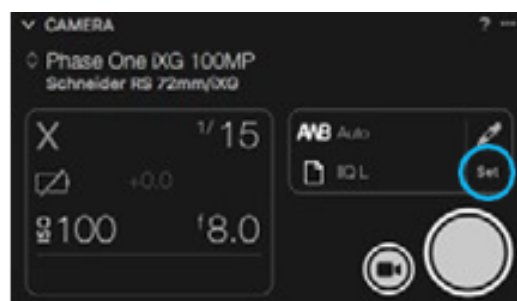 CAMERA ? ...
Phase One iXG 100MP
Schneider RS 72mm/iXG
X 1/15
+0.0
ISO 100 f8.0
AWB Auto
IIQ L Set